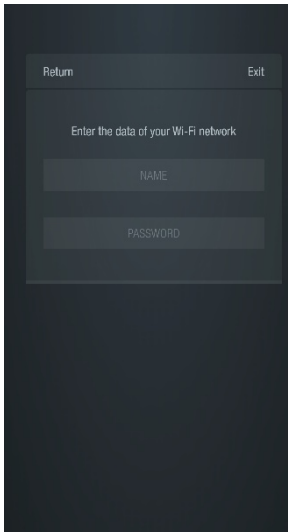 Return Exit
Enter the data of your Wi-Fi network
NAME
PASSWORD